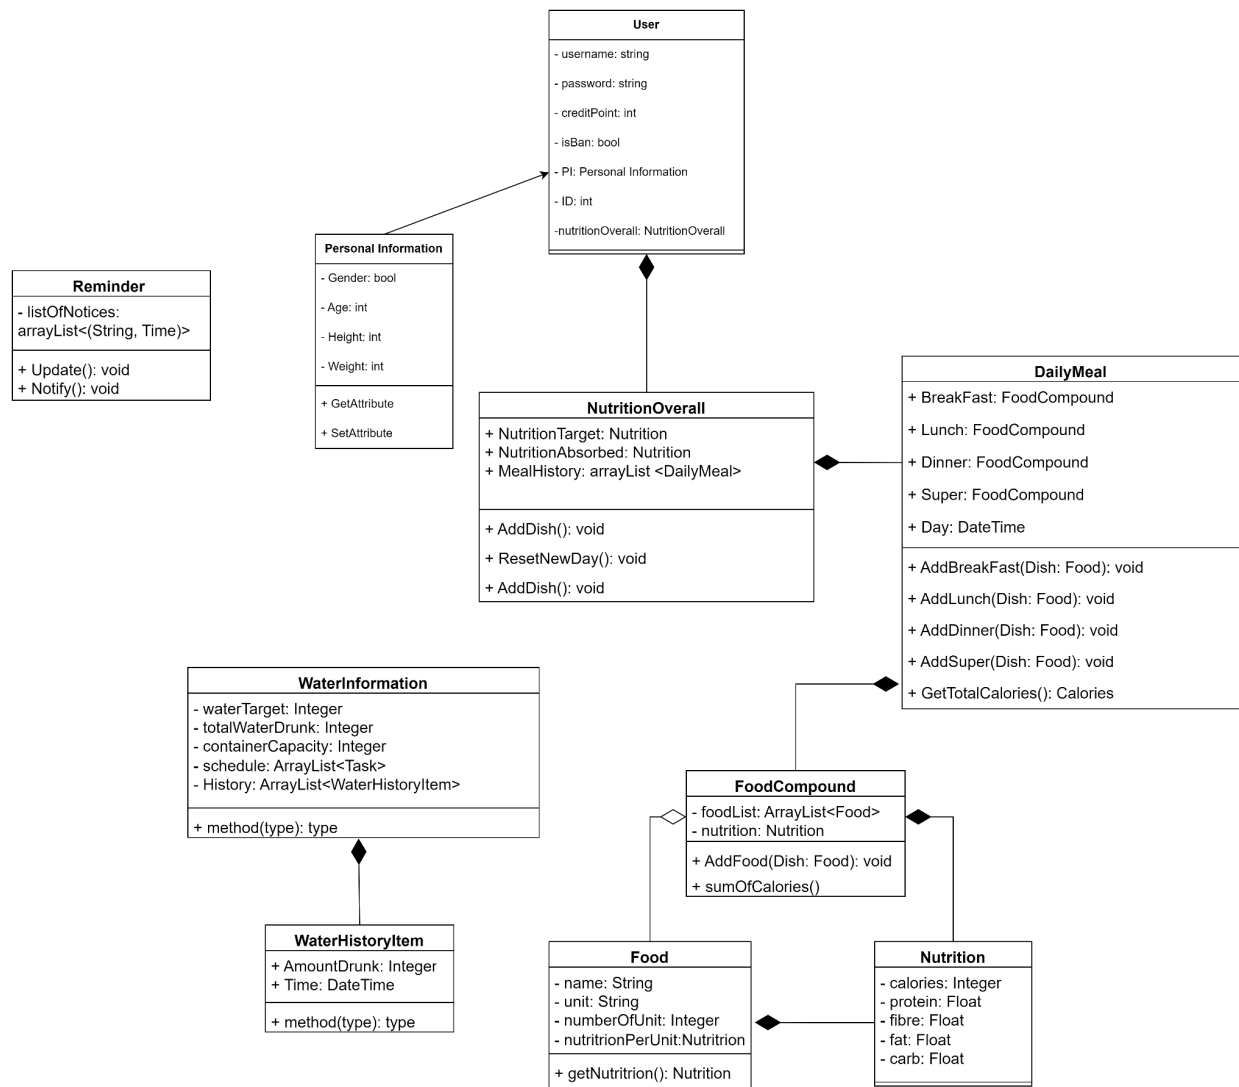 User
- username: string
- password: string
- creditPoint: int
- isBan: bool
- PI: Personal Information
- ID: int
-nutritionOverall: NutritionOverall
Personal Information
- Gender: bool
- Age: int
- Height: int
- Weight: int
+ GetAttribute
+ SetAttribute
Reminder
- listOfNotices:
arrayList<(String, Time)>
+ Update(): void
+ Notify(): void
NutritionOverall
+ NutritionTarget: Nutrition
+ NutritionAbsorbed: Nutrition
+ MealHistory: arrayList <DailyMeal>
+ AddDish(): void
+ ResetNewDay(): void
+ AddDish(): void
DailyMeal
+ BreakFast: FoodCompound
+ Lunch: FoodCompound
+ Dinner: FoodCompound
+ Super: FoodCompound
+ Day: DateTime
+ AddBreakFast(Dish: Food): void
+ AddLunch(Dish: Food): void
+ AddDinner(Dish: Food): void
+ AddSuper(Dish: Food): void
+ GetTotalCalories(): Calories
WaterInformation
- waterTarget: Integer
- totalWaterDrunk: Integer
- containerCapacity: Integer
- schedule: ArrayList<Task>
- History: ArrayList<WaterHistoryItem>
+ method(type): type
FoodCompound
- foodList: ArrayList<Food>
- nutrition: Nutrition
+ AddFood(Dish: Food): void
+ sumOfCalories()
WaterHistoryItem
+ AmountDrunk: Integer
+ Time: DateTime
+ method(type): type
Food
- name: String
- unit: String
- numberOfUnit: Integer
- nutritrionPerUnit:Nutritrion
+ getNutritrion(): Nutrition
Nutrition
- calories: Integer
- protein: Float
- fibre: Float
- fat: Float
- carb: Float